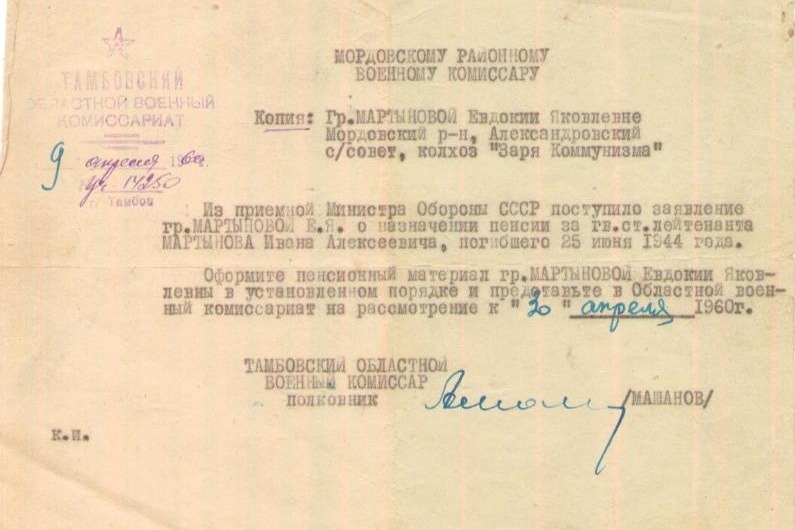 ТАМБОВСКИЙ
ОБЛАСТНОЙ ВОЕННЫЙ
КОМИССАРИАТ
9 апреля 1960г.
№ 14250
г. Тамбов
МОРДОВСКОМУ РАЙОННОМУ
ВОЕННОМУ КОМИССАРУ
Копия: Гр.МАРТЫНОВОЙ Евдокии Яковлевне
Мордовский р-н, Александровский
с/совет, колхоз "Заря Коммунизма"
Из приемной Министра Обороны СССР поступило заявление
гр.МАРТЫНОВОЙ Е.Я. о назначении пенсии за гв.ст.лейтенанта
МАРТЫНОВА Ивана Алексеевича, погибшего 25 июня 1944 года.
Оформите пенсионный материал гр.МАРТЫНОВОЙ Евдокии Яков-
левны в установленном порядке и представьте в Областной воен-
ный комиссариат на рассмотрение к "20" апреля 1960г.
ТАМБОВСКИЙ ОБЛАСТНОЙ
ВОЕННЫЙ КОМИССАР
полковник /МАШАНОВ/
К.И.